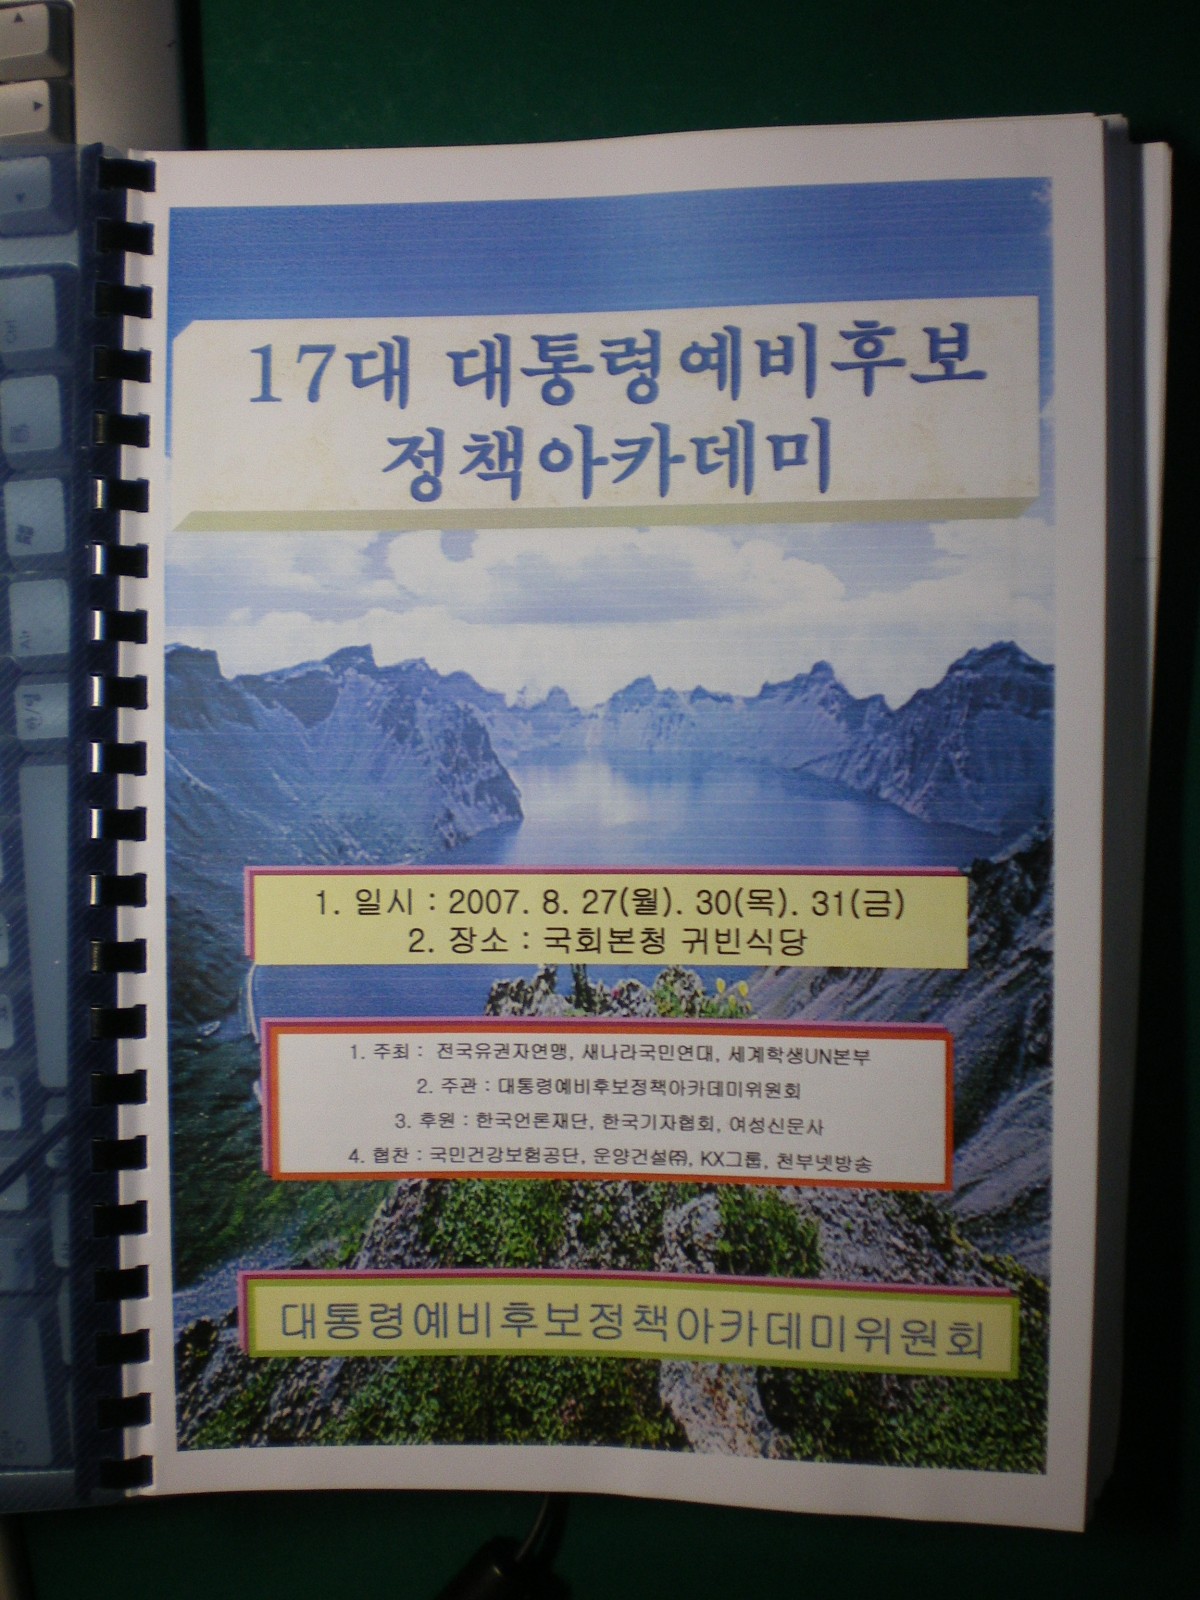 17대 대통령예비후보
정책아카데미
1. 일시 : 2007. 8. 27(월). 30(목). 31(금)
2. 장소 : 국회본청 귀빈식당
1. 주최 : 전국유권자연맹, 새나라국민연대, 세계학생UN본부
2. 주관 : 대통령예비후보정책아카데미위원회
3. 후원 : 한국언론재단, 한국기자협회, 여성신문사
4. 협찬 : 국민건강보험공단, 운양건설㈜, KX그룹, 천부넷방송
대통령예비후보정책아카데미위원회
한/영